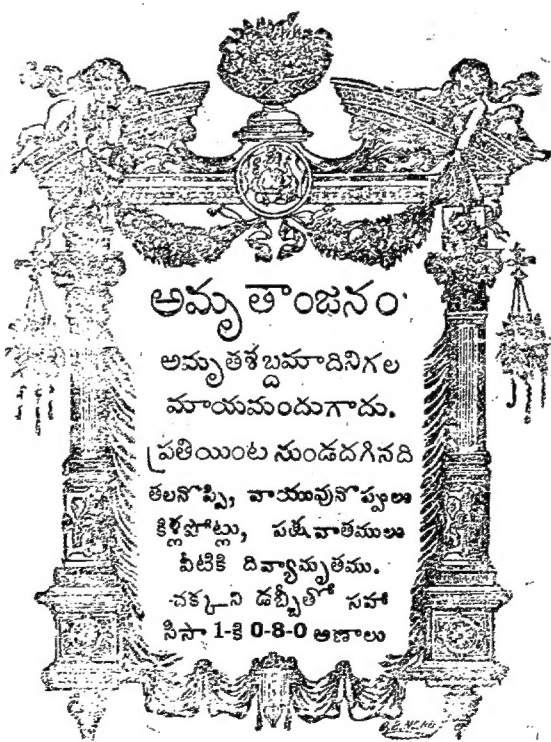 అమృతాంజనం
అమృతశబ్దమాదినిగల
మాయమందుగాదు.
ప్రతియింట నుండదగినది
తలనొప్పి, వాయువునొప్పులు
కీళ్లపోట్లు, పక్షవాతములు
వీటికి దివ్యామృతము.
చక్కని డబ్బీతో సహా
సీసా 1-కి 0-8-0 అణాలు